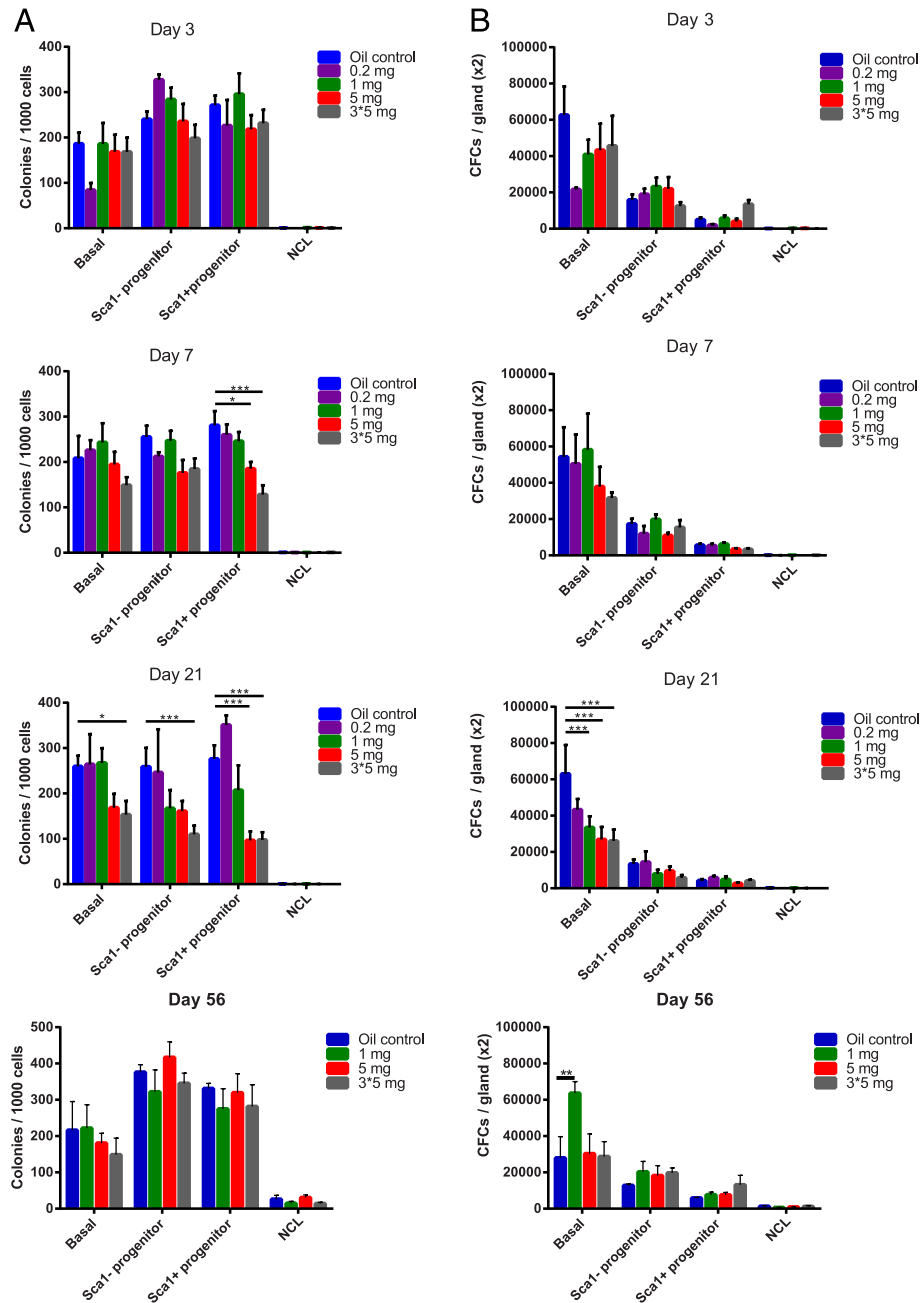 A
Day 3
Colonies / 1000 cells
400
300
200
100
0
Basal
Sca1- progenitor
Sca1+progenitor
NCL
Oil control
0.2 mg
1 mg
5 mg
3*5 mg
B
Day 3
CFCs / gland (x2)
100000
80000
60000
40000
20000
0
Basal
Sca1- progenitor
Sca1+ progenitor
NCL
Oil control
0.2 mg
1 mg
5 mg
3*5 mg
Day 7
Colonies / 1000 cells
400
300
200
100
0
***
*
Basal
Sca1- progenitor
Sca1+ progenitor
NCL
Oil control
0.2 mg
1 mg
5 mg
3*5 mg
Day 7
CFCs / gland (x2)
100000
80000
60000
40000
20000
0
Basal
Sca1- progenitor
Sca1+ progenitor
NCL
Oil control
0.2 mg
1 mg
5 mg
3*5 mg
Day 21
Colonies / 1000 cells
400
300
200
100
0
*
***
***
***
Basal
Sca1- progenitor
Sca1+ progenitor
NCL
Oil control
0.2 mg
1 mg
5 mg
3*5 mg
Day 21
CFCs / gland (x2)
100000
80000
60000
40000
20000
0
***
***
***
Basal
Sca1- progenitor
Sca1+ progenitor
NCL
Oil control
0.2 mg
1 mg
5 mg
3*5 mg
Day 56
Colonies / 1000 cells
500
400
300
200
100
0
Basal
Sca1- progenitor
Sca1+ progenitor
NCL
Oil control
1 mg
5 mg
3*5 mg
Day 56
CFCs / gland (x2)
100000
80000
60000
40000
20000
0
**
Basal
Sca1- progenitor
Sca1+ progenitor
NCL
Oil control
1 mg
5 mg
3*5 mg